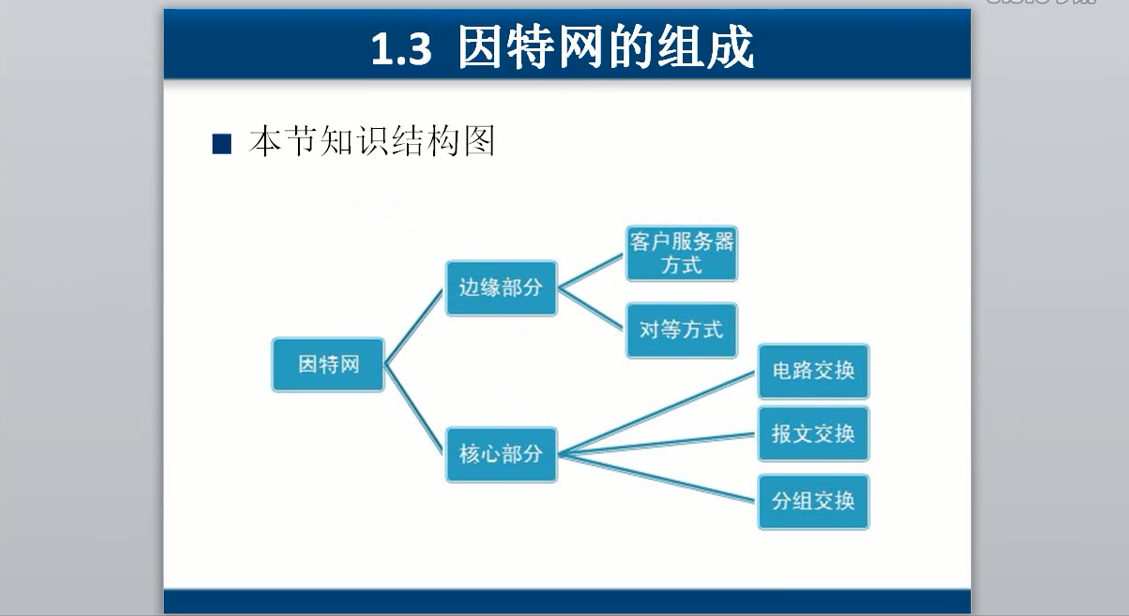 1.3 因特网的组成
本节知识结构图
客户服务器
方式
边缘部分
对等方式
因特网
电路交换
报文交换
核心部分
分组交换